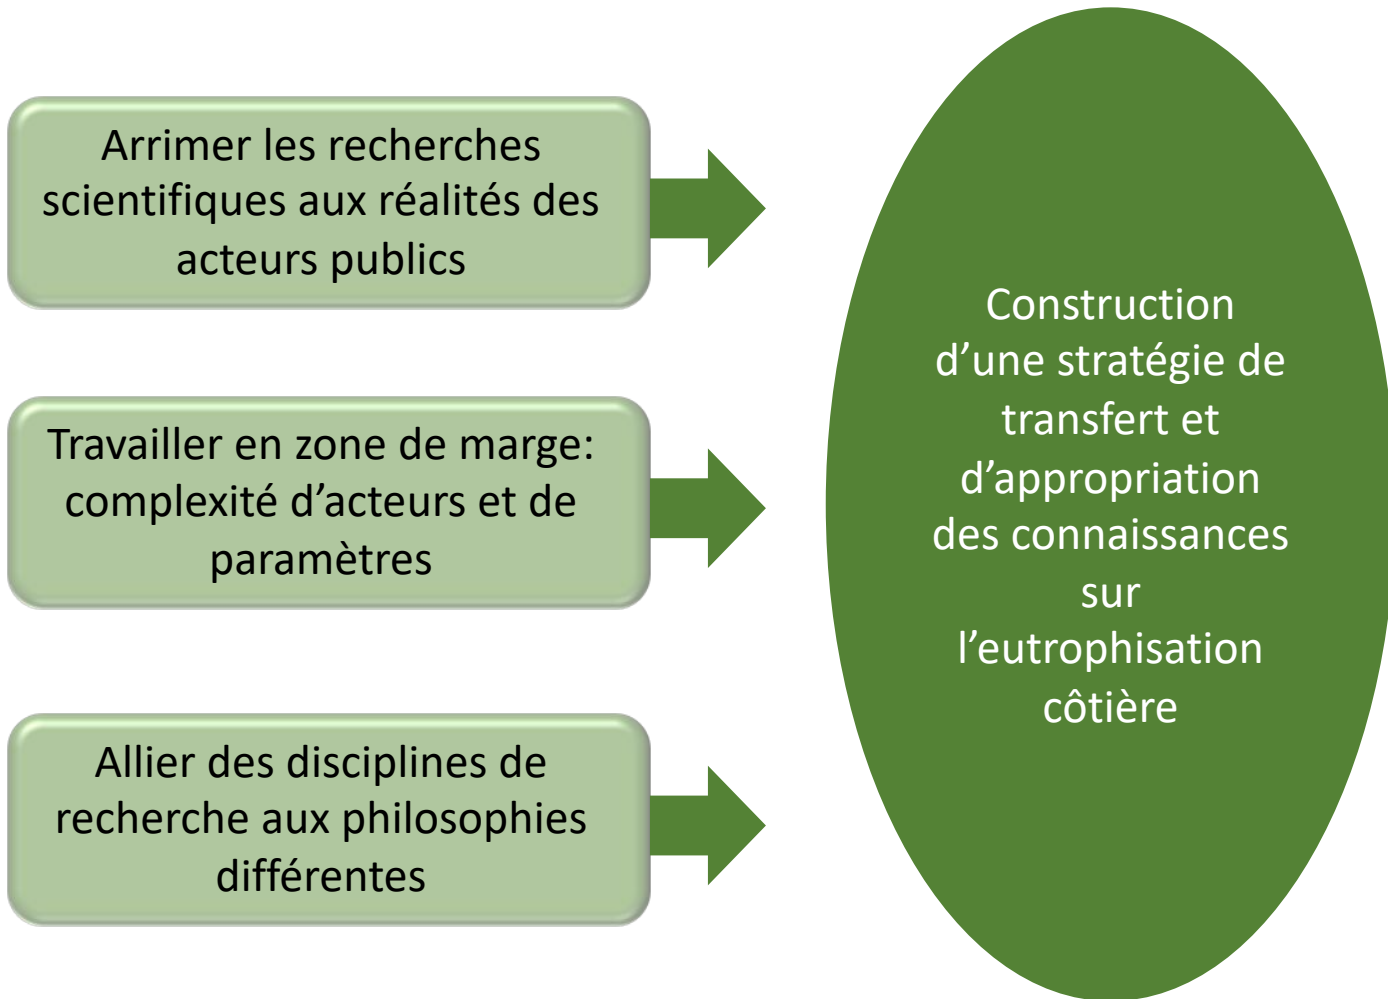 Arrimer les recherches
scientifiques aux réalités des
acteurs publics
Travailler en zone de marge:
complexité d’acteurs et de
paramètres
Allier des disciplines de
recherche aux philosophies
différentes
Construction
d’une stratégie de
transfert et
d’appropriation
des connaissances
sur
l’eutrophisation
côtière